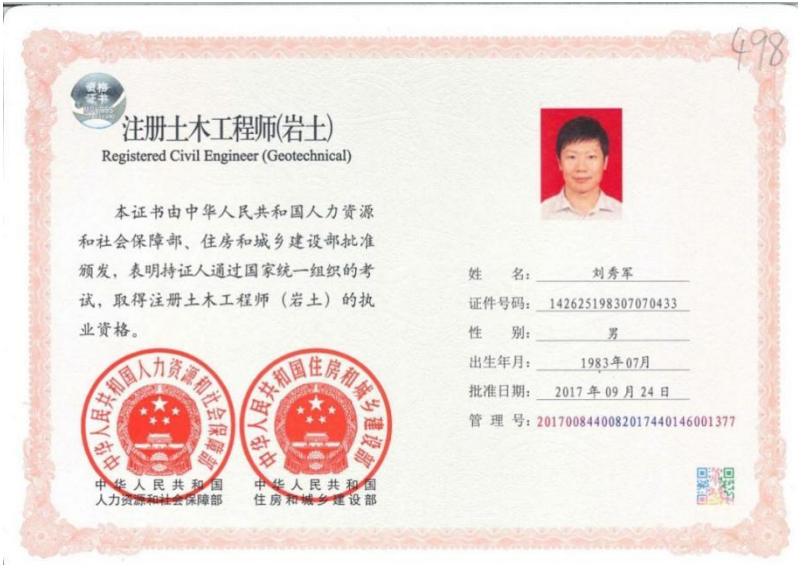 498
资格
证书
注册土木工程师(岩土)
Registered Civil Engineer (Geotechnical)
本证书由中华人民共和国人力资源
和社会保障部、住房和城乡建设部批准
颁发，表明持证人通过国家统一组织的考
试，取得注册土木工程师（岩土）的执
业资格。
中华人民共和国人力资源和社会保障部
中华人民共和国住房和城乡建设部
中华人民共和国
人力资源和社会保障部
中华人民共和国
住房和城乡建设部
姓 名： 刘秀军
证件号码： 142625198307070433
性 别： 男
出生年月： 1983年07月
批准日期： 2017年09月24日
管 理 号： 2017008440082017440146001377